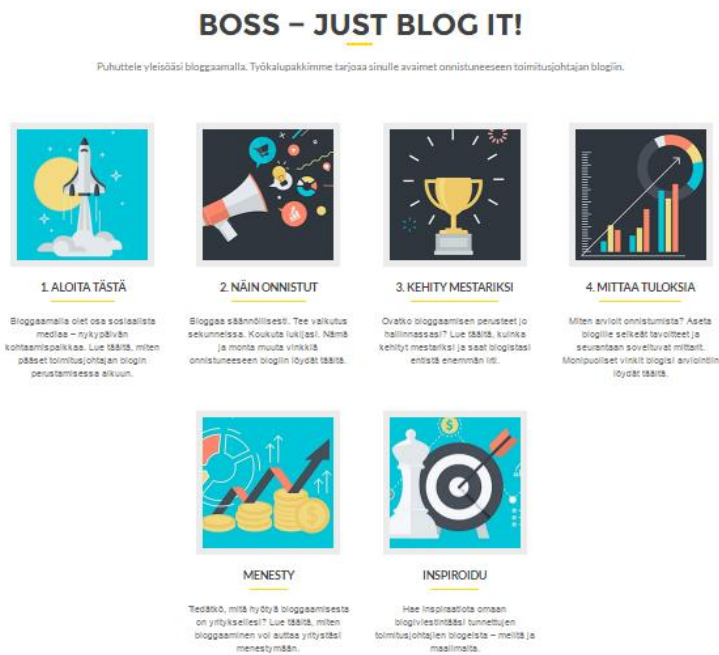 BOSS – JUST BLOG IT!
Puhuttele yleisöäsi bloggaamalla. Työkalupakkimme tarjoaa sinulle avaimet onnistuneeseen toimitusjohtajan blogiin.
1. ALOITA TÄSTÄ
Bloggaamalla olet osa sosiaalista
mediaa – nykypäivän
kohtaamispaikkaa. Lue täältä, miten
pääset toimitusjohtajan blogin
perustamisessa alkuun.
2. NÄIN ONNISTUT
Bloggaa säännöllisesti. Tee vaikutus
sekunneissa. Koukuta lukijasi. Nämä
ja monta muuta vinkkiä
onnistuneeseen blogiin löydät täältä.
3. KEHITY MESTARIKSI
Ovatko bloggaamisen perusteet jo
hallinnassasi? Lue täältä, kuinka
kehityt mestariksi ja saat blogistasi
entistä enemmän irti.
4. MITTAA TULOKSIA
Miten arvioit onnistumista? Aseta
blogille selkeät tavoitteet ja
seurantaan soveltuvat mittarit.
Monipuoliset vinkit blogisi arviointiin
löydät täältä.
MENESTY
Tiedätkö, mitä hyötyä bloggaamisesta
on yrityksellesi? Lue täältä, miten
bloggaaminen voi auttaa yritystäsi
menestymään.
INSPIROIDU
Hae inspiraatiota omaan
blogiviestintääsi tunnettujen
toimitusjohtajien blogeista – meiltä ja
maailmalta.